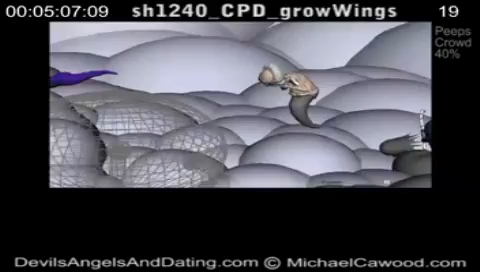 00:05:07:09 sh1240_CPD_growWings 19
Peeps
Crowd
40%
DevilsAngelsAndDating.com © MichaelCawood.com